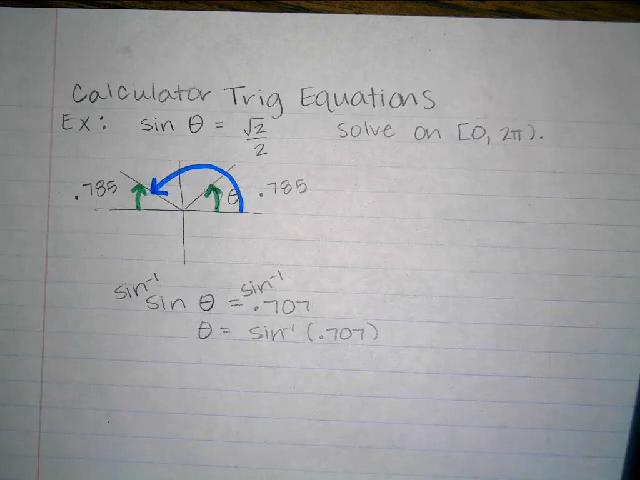 Calculator Trig Equations
Ex: sin θ = √2/2 solve on [0, 2π).
.785 θ .785
sin⁻¹ sin⁻¹
sin θ = .707
θ = sin⁻¹ (.707)